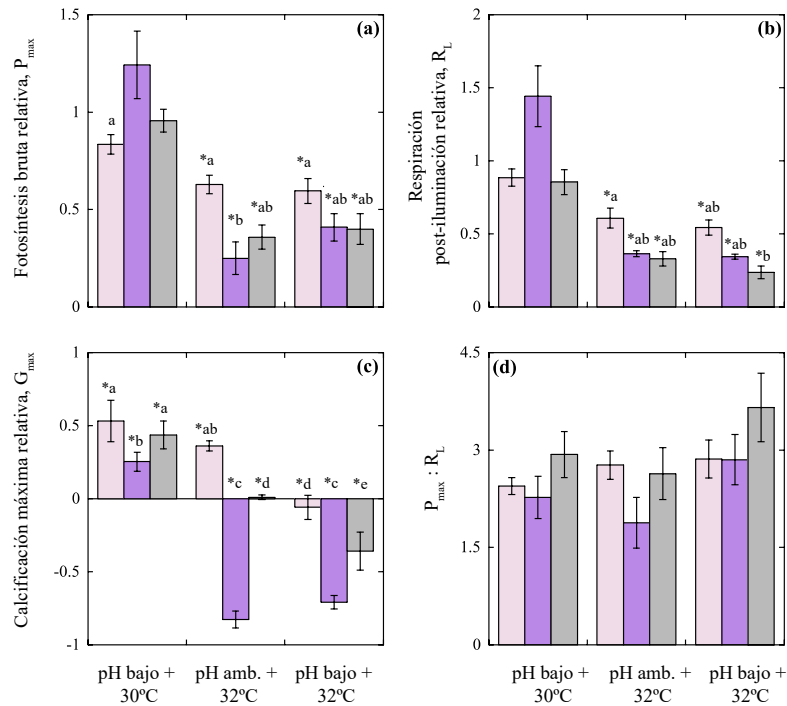 Fotosíntesis bruta relativa, Pmax
1.5
1
0.5
0
(a)
a
*a
*b
*ab
*a
*ab
*ab
Respiración
post-iluminación relativa, RL
2
1.5
1
0.5
0
(b)
*a
*ab
*ab
*ab
*ab
*b
Calcificación máxima relativa, Gmax
1
0.5
0
-0.5
-1
(c)
*a
*b
*a
*ab
*c
*d
*d
*c
*e
pH bajo +
30ºC
pH amb. +
32ºC
pH bajo +
32ºC
Pmax : RL
4.5
3
1.5
0
(d)
pH bajo +
30ºC
pH amb. +
32ºC
pH bajo +
32ºC